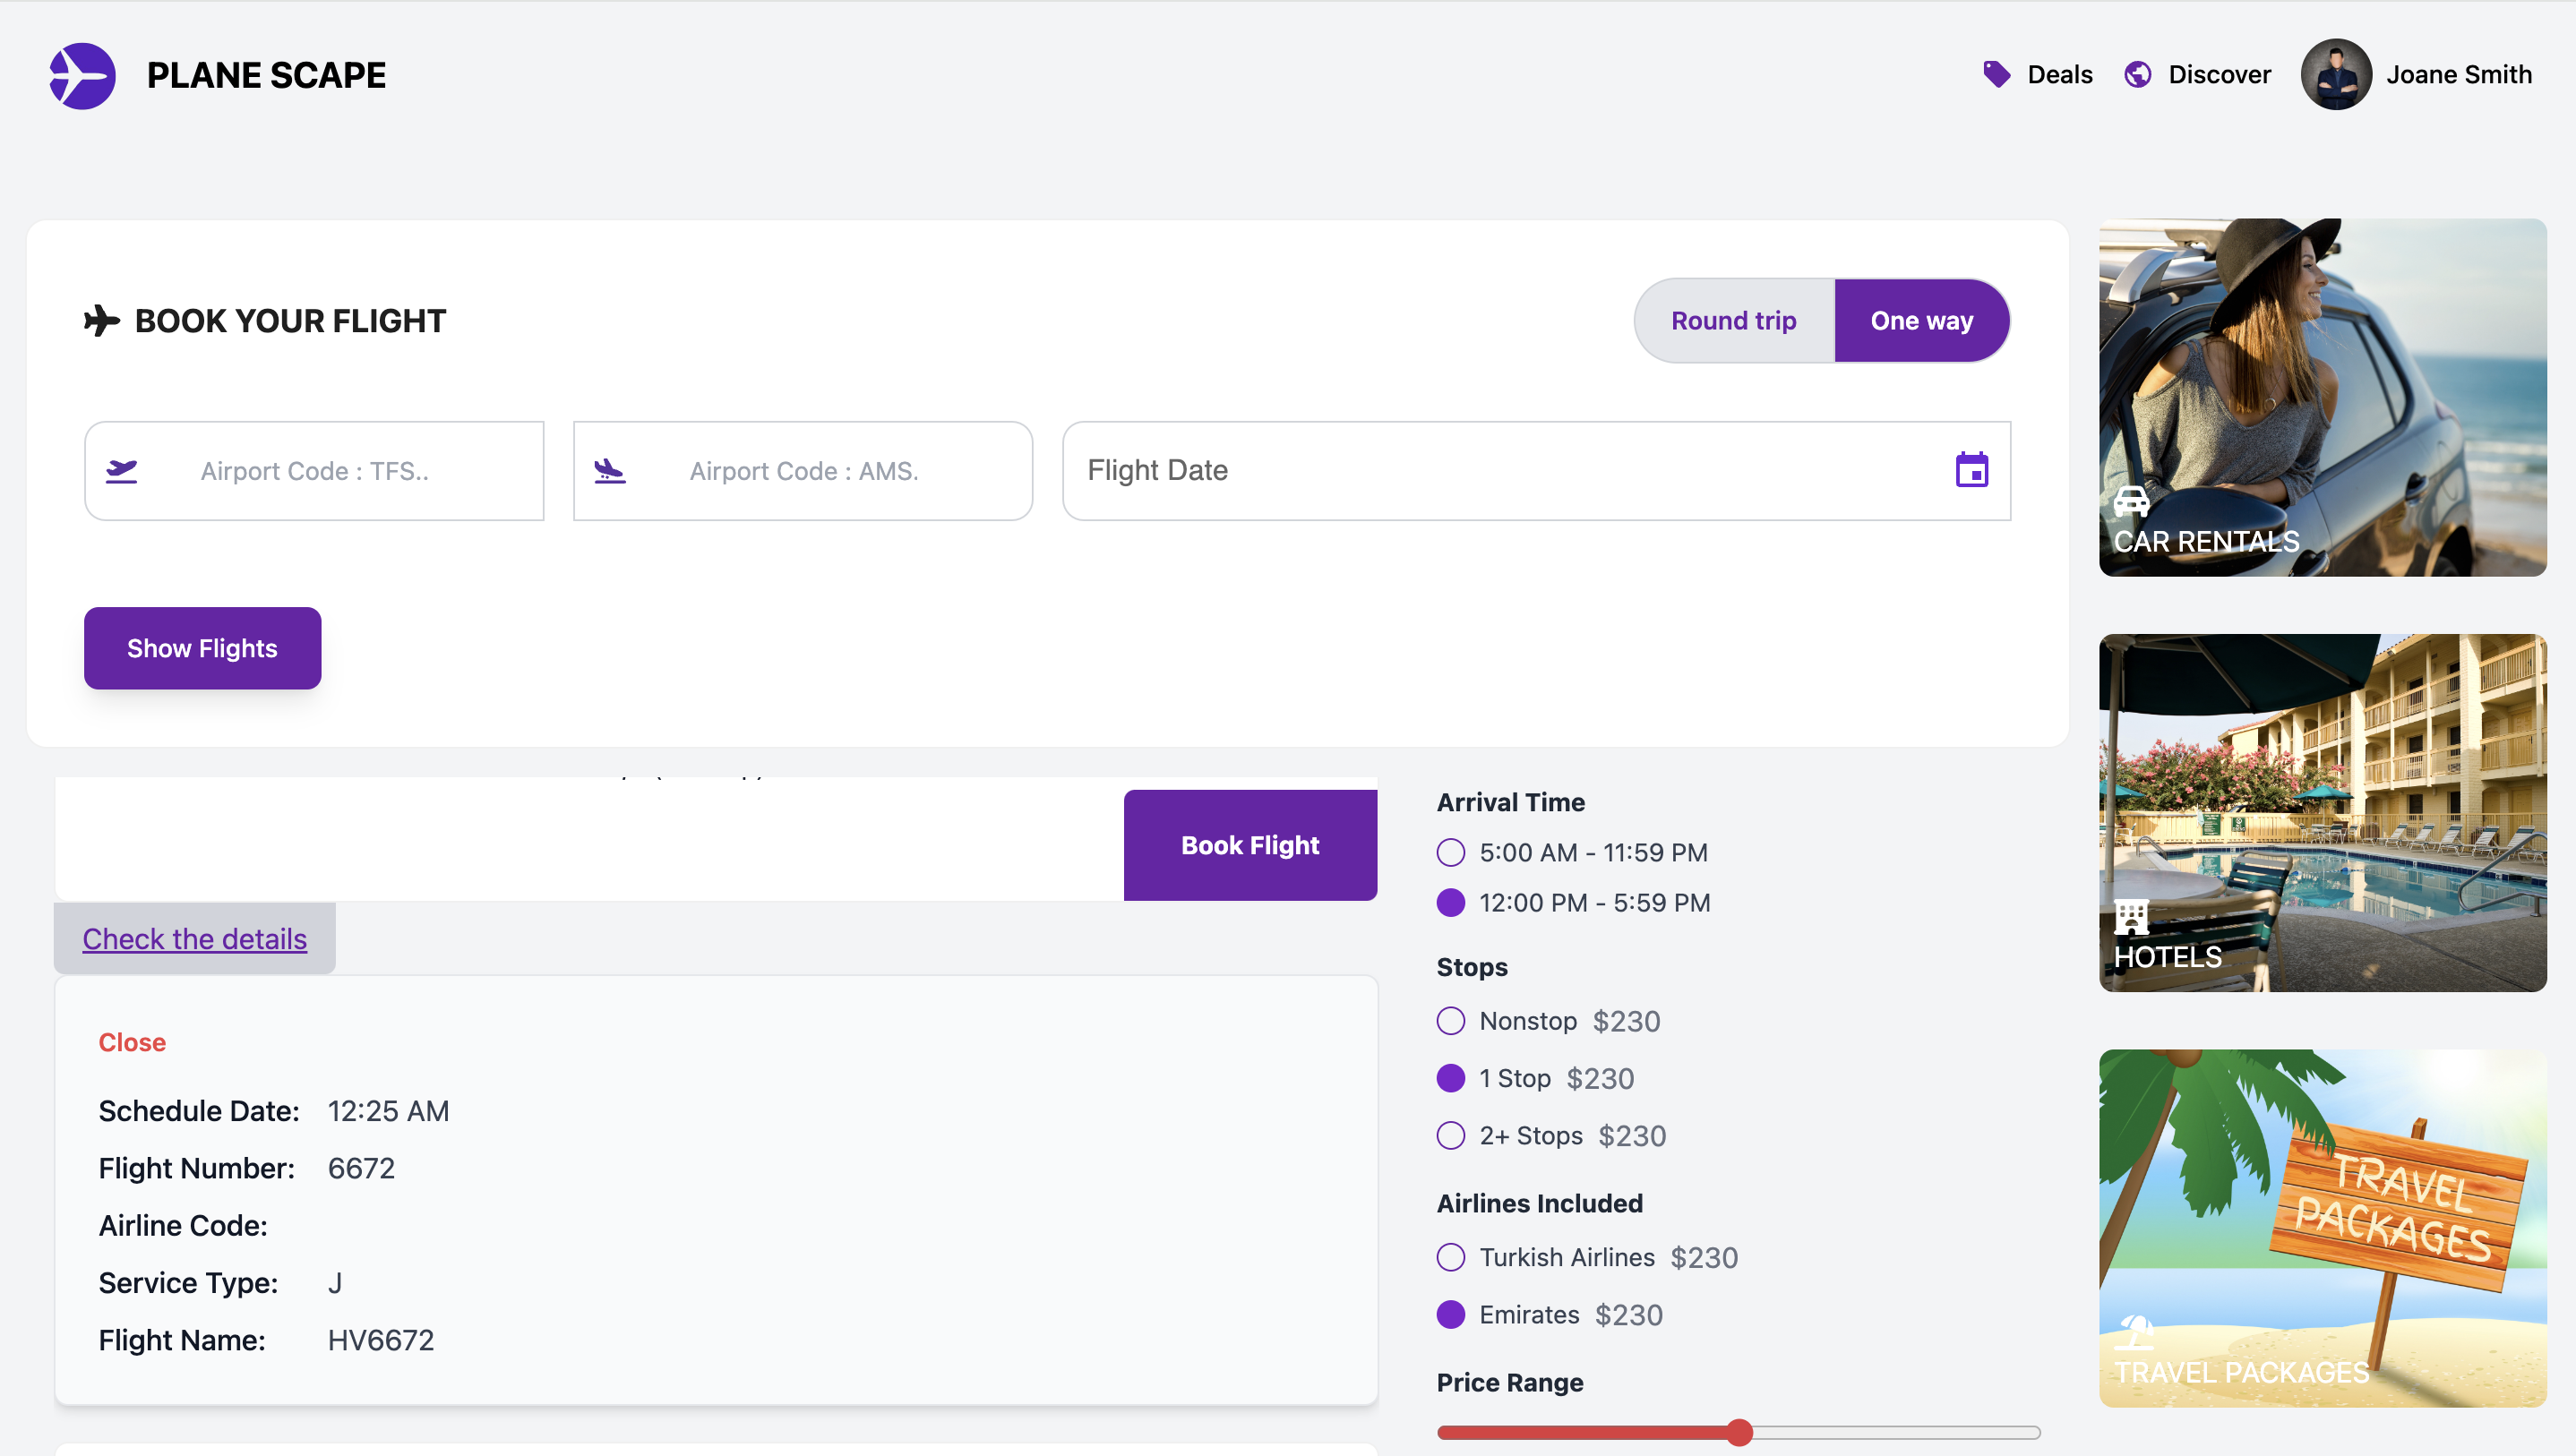 PLANE SCAPE
Deals
Discover
Joane Smith
BOOK YOUR FLIGHT
Round trip
One way
Airport Code : TFS..
Airport Code : AMS.
Flight Date
Show Flights
Book Flight
Check the details
Close
Schedule Date: 12:25 AM
Flight Number: 6672
Airline Code:
Service Type: J
Flight Name: HV6672
Arrival Time
5:00 AM - 11:59 PM
12:00 PM - 5:59 PM
Stops
Nonstop $230
1 Stop $230
2+ Stops $230
Airlines Included
Turkish Airlines $230
Emirates $230
Price Range
CAR RENTALS
HOTELS
TRAVEL
PACKAGES
TRAVEL PACKAGES